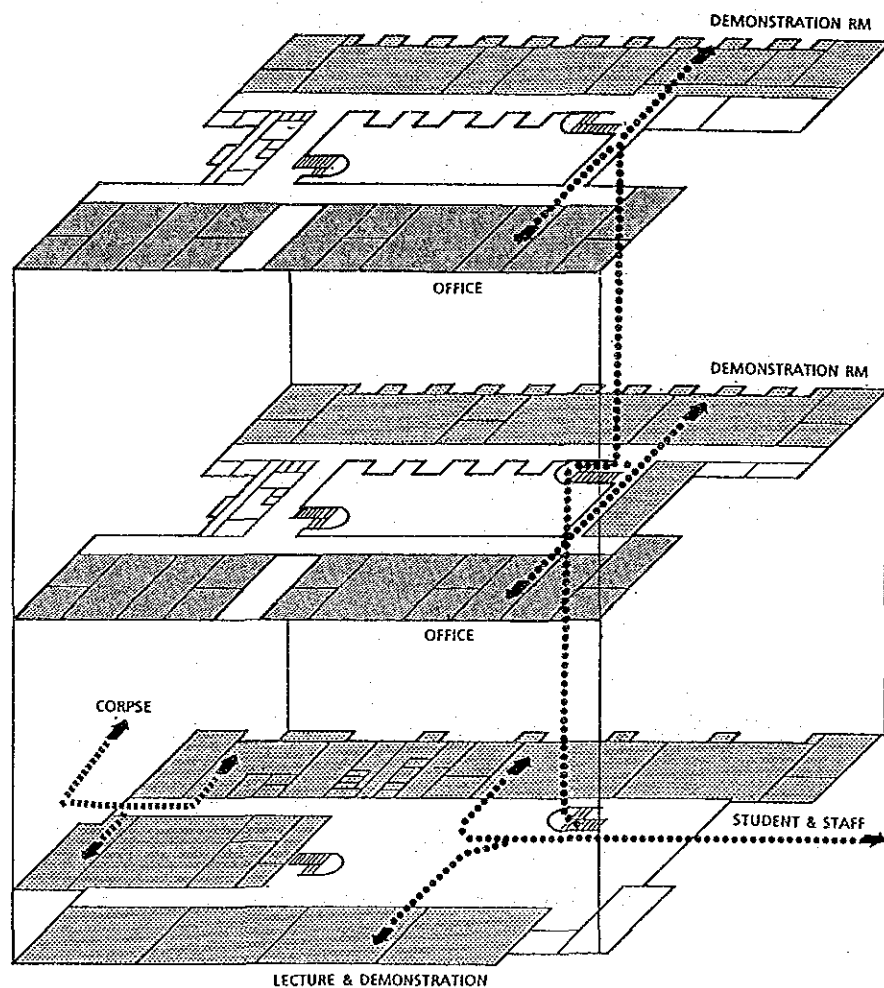 DEMONSTRATION RM
OFFICE
DEMONSTRATION RM
OFFICE
CORPSE
STUDENT & STAFF
LECTURE & DEMONSTRATION